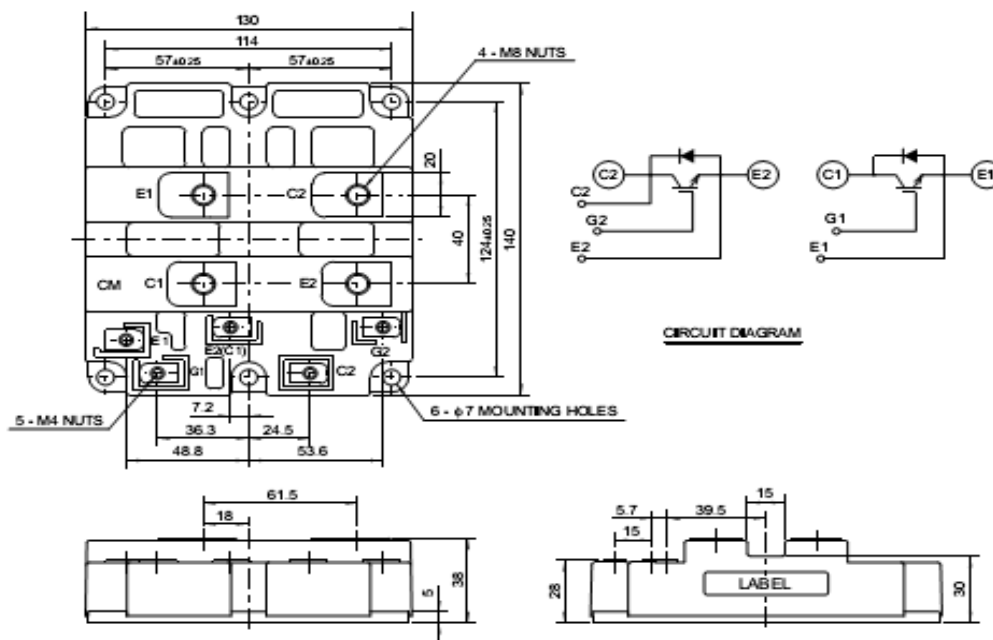 130
114
57±0.25 57±0.25
4 - M8 NUTS
E1 C2
20
40
124±0.25
140
CM C1 E2
E1 E2(C1) G2
G1 C2
5 - M4 NUTS
7.2
6 - φ7 MOUNTING HOLES
36.3 24.5
48.8 53.6
C2 E2
C2
G2
E2
C1 E1
G1
E1
CIRCUIT DIAGRAM
61.5
18
5
38
15
5.7 39.5
15
28
LABEL
30